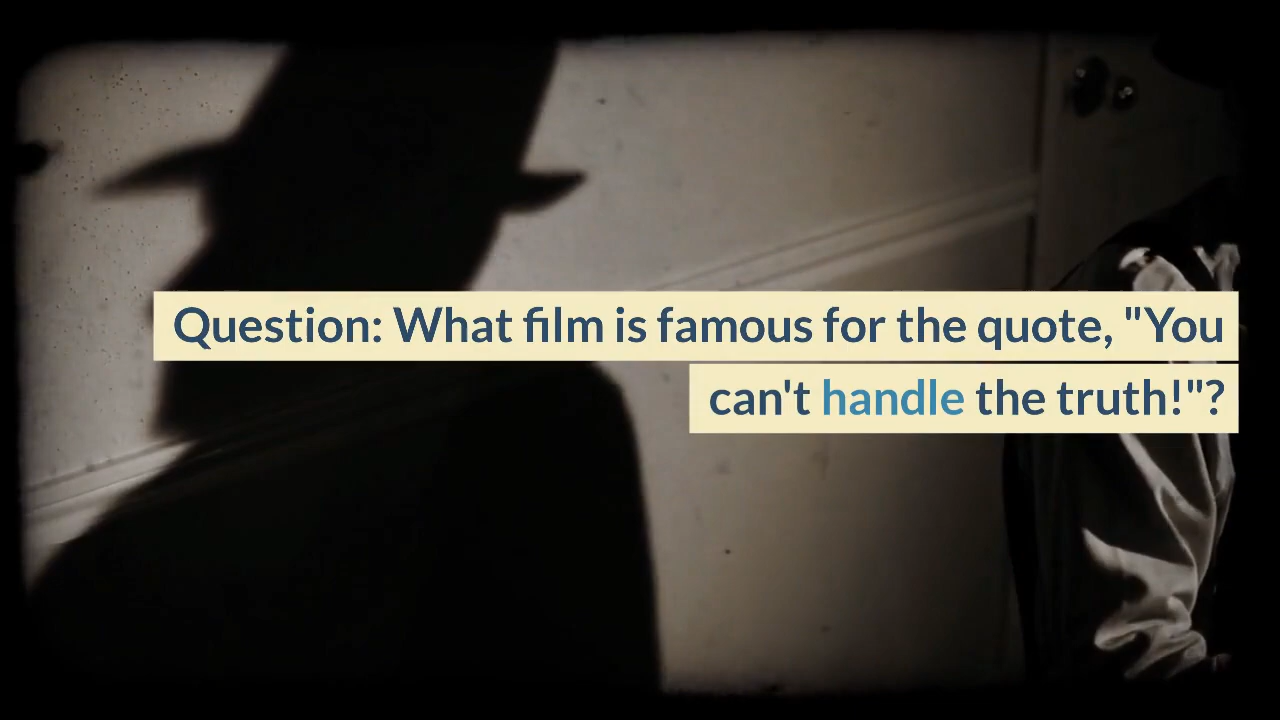 Question: What film is famous for the quote, "You
can't handle the truth!"?